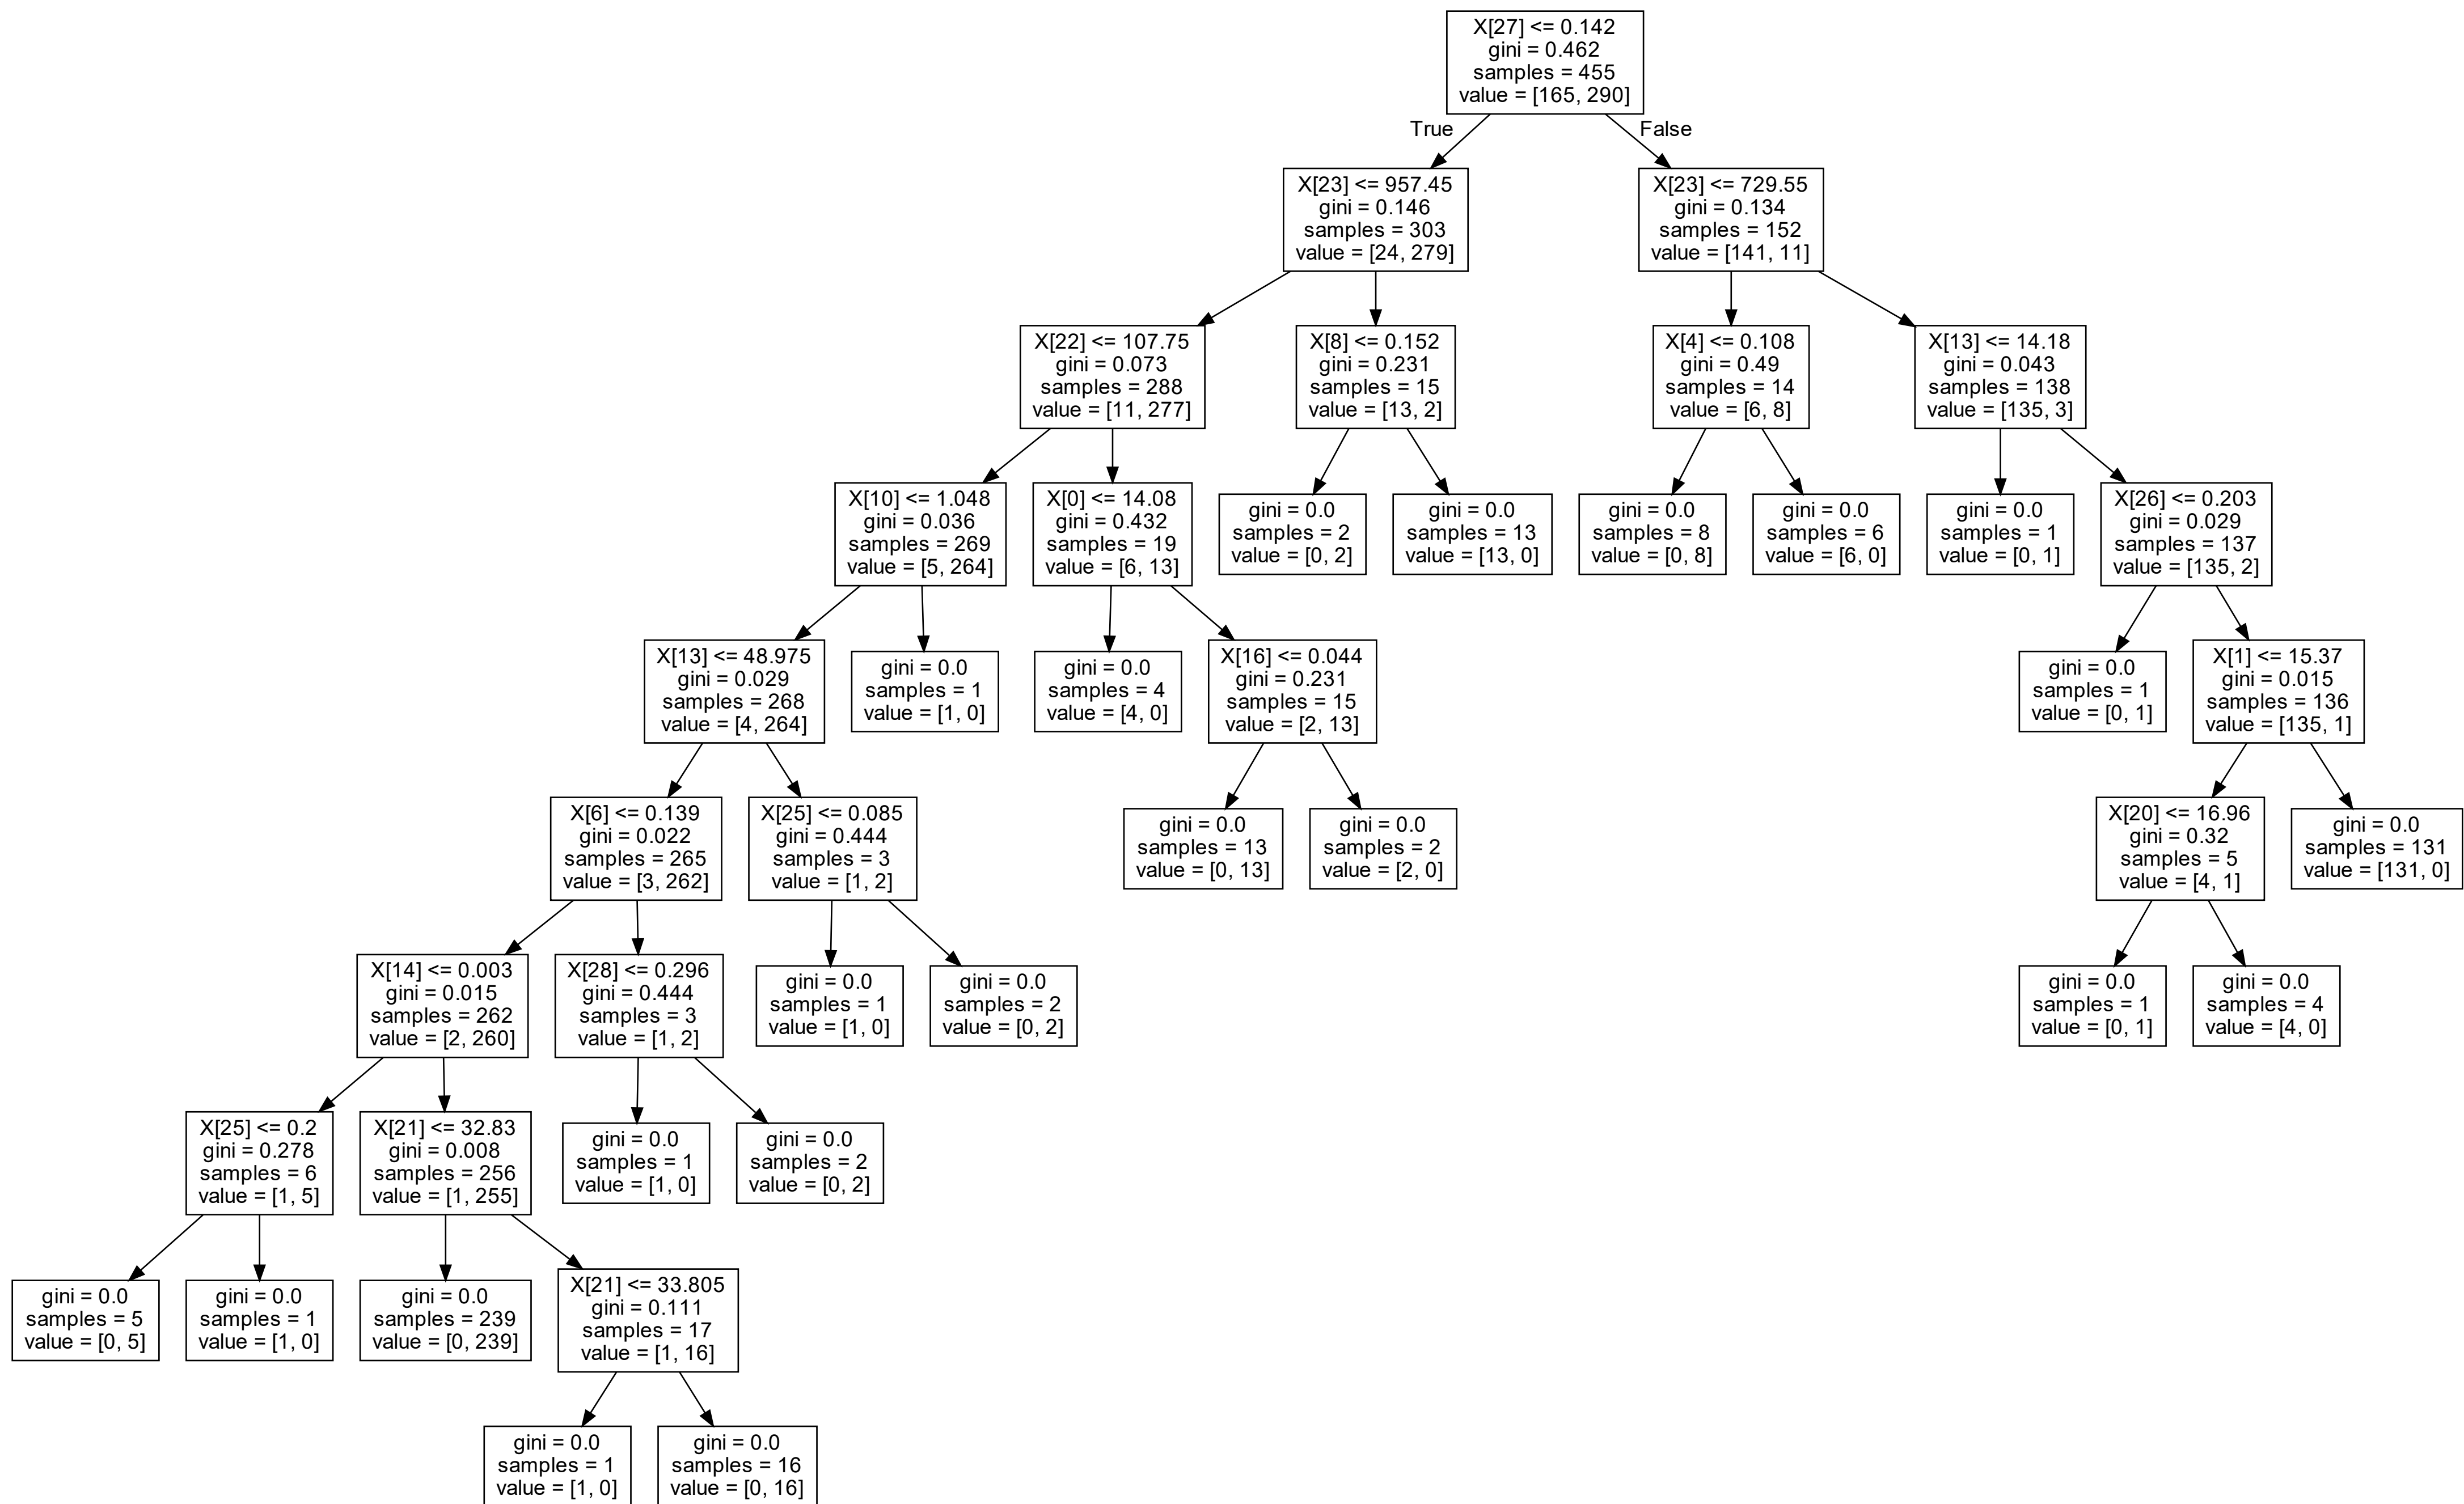 X[27] <= 0.142
gini = 0.462
samples = 455
value = [165, 290]
True
False
X[23] <= 957.45
gini = 0.146
samples = 303
value = [24, 279]
X[23] <= 729.55
gini = 0.134
samples = 152
value = [141, 11]
X[22] <= 107.75
gini = 0.073
samples = 288
value = [11, 277]
X[8] <= 0.152
gini = 0.231
samples = 15
value = [13, 2]
X[4] <= 0.108
gini = 0.49
samples = 14
value = [6, 8]
X[13] <= 14.18
gini = 0.043
samples = 138
value = [135, 3]
X[10] <= 1.048
gini = 0.036
samples = 269
value = [5, 264]
X[0] <= 14.08
gini = 0.432
samples = 19
value = [6, 13]
gini = 0.0
samples = 2
value = [0, 2]
gini = 0.0
samples = 13
value = [13, 0]
gini = 0.0
samples = 8
value = [0, 8]
gini = 0.0
samples = 6
value = [6, 0]
gini = 0.0
samples = 1
value = [0, 1]
X[26] <= 0.203
gini = 0.029
samples = 137
value = [135, 2]
X[13] <= 48.975
gini = 0.029
samples = 268
value = [4, 264]
gini = 0.0
samples = 1
value = [1, 0]
gini = 0.0
samples = 4
value = [4, 0]
X[16] <= 0.044
gini = 0.231
samples = 15
value = [2, 13]
gini = 0.0
samples = 1
value = [0, 1]
X[1] <= 15.37
gini = 0.015
samples = 136
value = [135, 1]
X[6] <= 0.139
gini = 0.022
samples = 265
value = [3, 262]
X[25] <= 0.085
gini = 0.444
samples = 3
value = [1, 2]
gini = 0.0
samples = 13
value = [0, 13]
gini = 0.0
samples = 2
value = [2, 0]
X[20] <= 16.96
gini = 0.32
samples = 5
value = [4, 1]
gini = 0.0
samples = 131
value = [131, 0]
X[14] <= 0.003
gini = 0.015
samples = 262
value = [2, 260]
X[28] <= 0.296
gini = 0.444
samples = 3
value = [1, 2]
gini = 0.0
samples = 1
value = [1, 0]
gini = 0.0
samples = 2
value = [0, 2]
gini = 0.0
samples = 1
value = [0, 1]
gini = 0.0
samples = 4
value = [4, 0]
X[25] <= 0.2
gini = 0.278
samples = 6
value = [1, 5]
X[21] <= 32.83
gini = 0.008
samples = 256
value = [1, 255]
gini = 0.0
samples = 1
value = [1, 0]
gini = 0.0
samples = 2
value = [0, 2]
gini = 0.0
samples = 5
value = [0, 5]
gini = 0.0
samples = 1
value = [1, 0]
gini = 0.0
samples = 239
value = [0, 239]
X[21] <= 33.805
gini = 0.111
samples = 17
value = [1, 16]
gini = 0.0
samples = 1
value = [1, 0]
gini = 0.0
samples = 16
value = [0, 16]